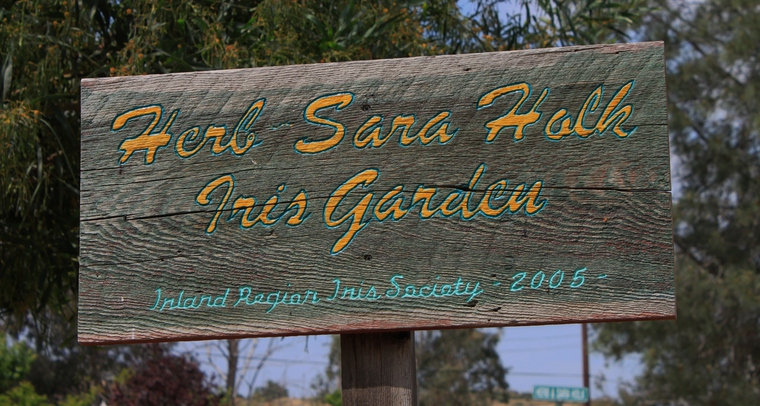 Herb - Sara Holk
Iris Garden
Inland Region Iris Society - 2005 -